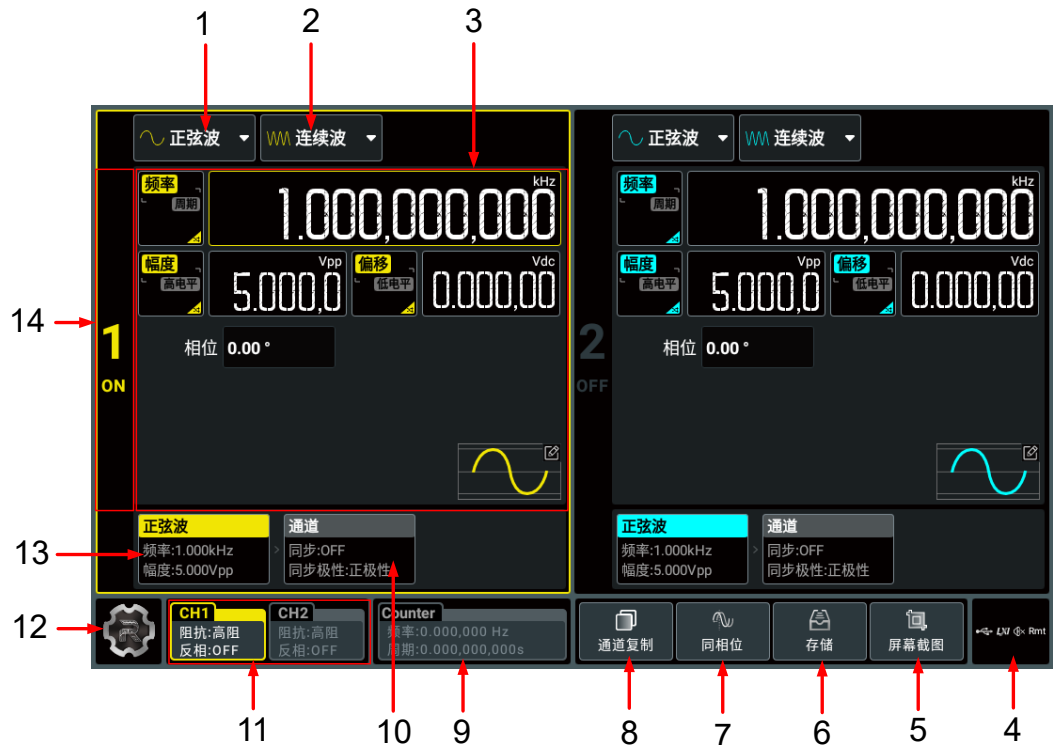 1
2
3
正弦波
连续波
正弦波
连续波
频率
周期
1.000,000,000
kHz
频率
周期
1.000,000,000
kHz
幅度
高电平
5.000,0
Vpp
偏移
低电平
0.000,00
Vdc
幅度
高电平
5.000,0
Vpp
偏移
低电平
0.000,00
Vdc
14
1
ON
相位 0.00 °
2
OFF
相位 0.00 °
13
正弦波
频率:1.000kHz
幅度:5.000Vpp
通道
同步:OFF
同步极性:正极性
正弦波
频率:1.000kHz
幅度:5.000Vpp
通道
同步:OFF
同步极性:正极性
12
R
CH1
阻抗:高阻
反相:OFF
CH2
阻抗:高阻
反相:OFF
Counter
频率:0.000,000 Hz
周期:0.000,000,000s
通道复制
同相位
存储
屏幕截图
LXI
Rmt
11
10
9
8
7
6
5
4